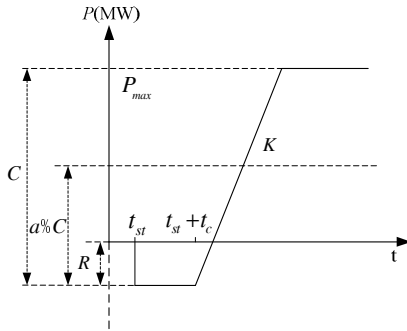 P(MW)
P_max
C
K
a%C
t_st
t_st + t_c
R
t